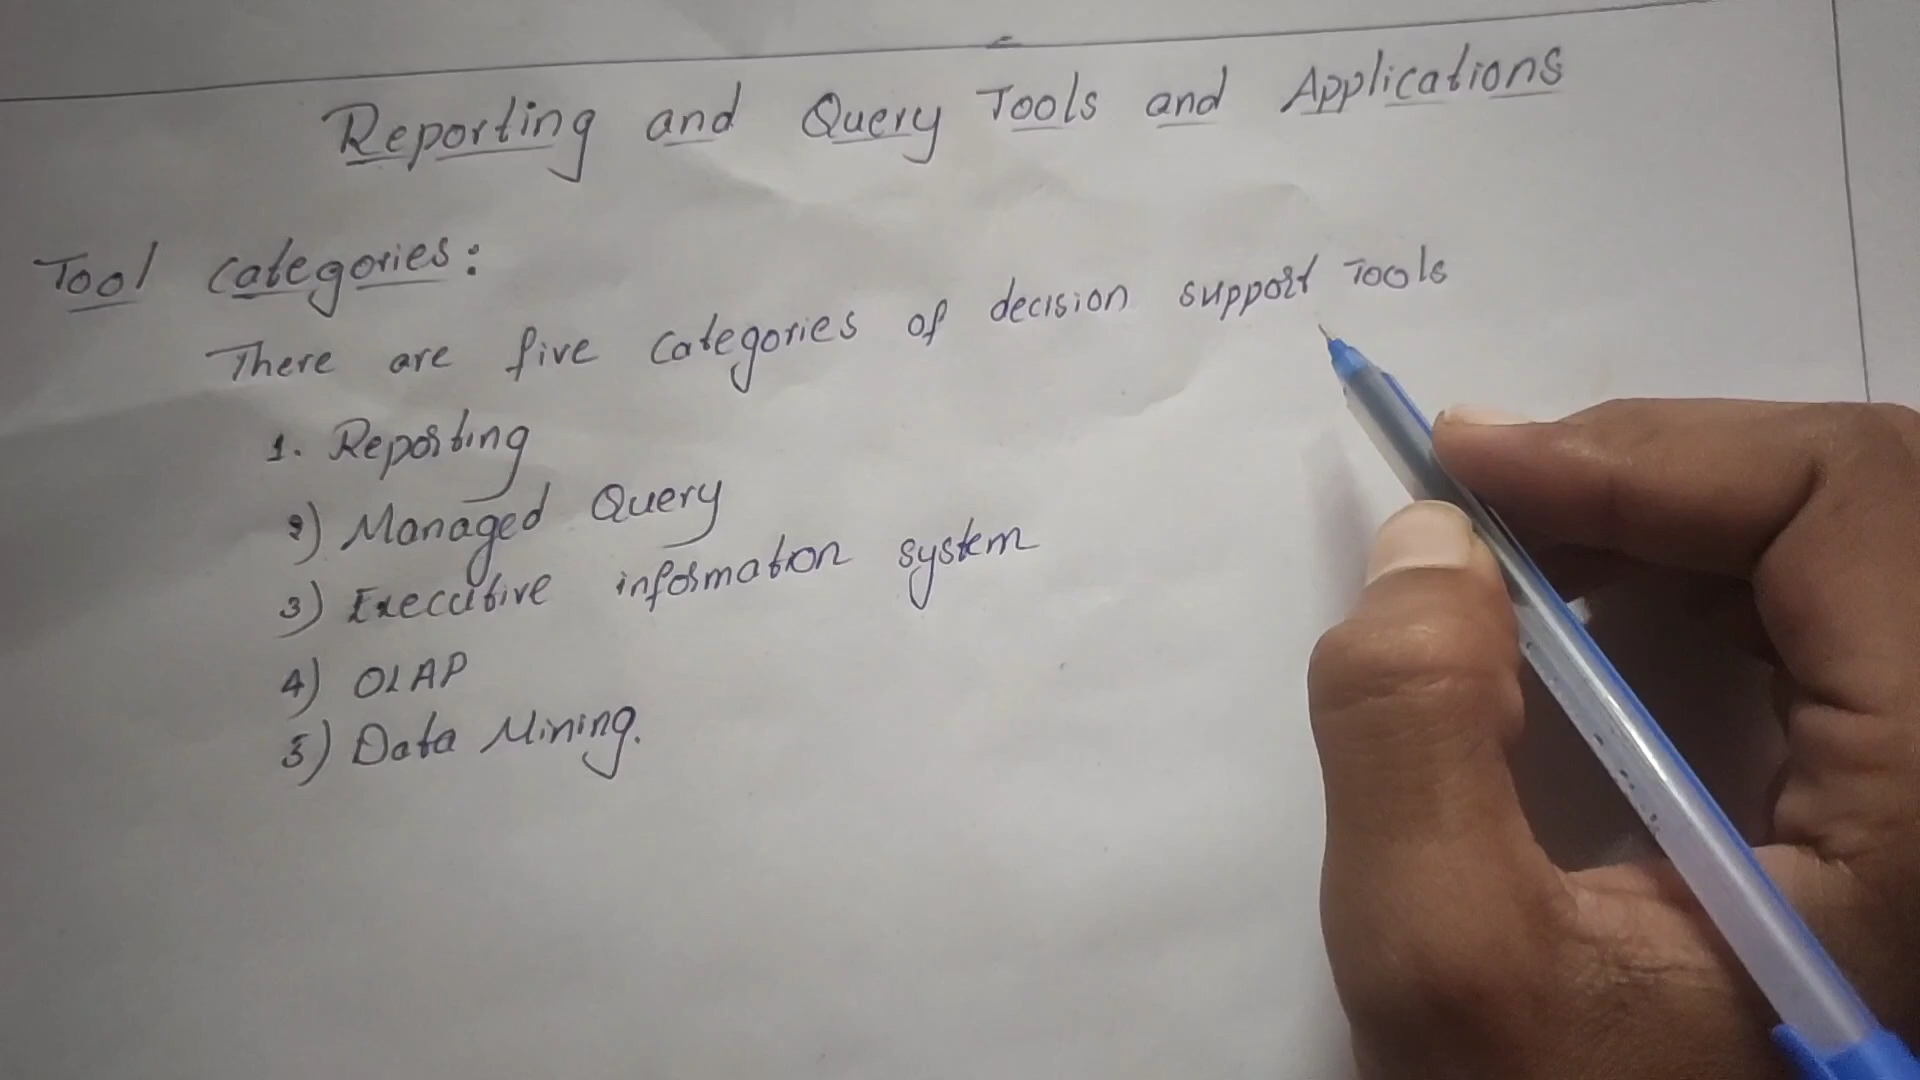 Reporting and Query Tools and Applications
Tool Categories:
There are five Categories of decision support Tools
1. Reporting
2) Managed Query
3) Executive information system
4) OLAP
5) Data Mining.